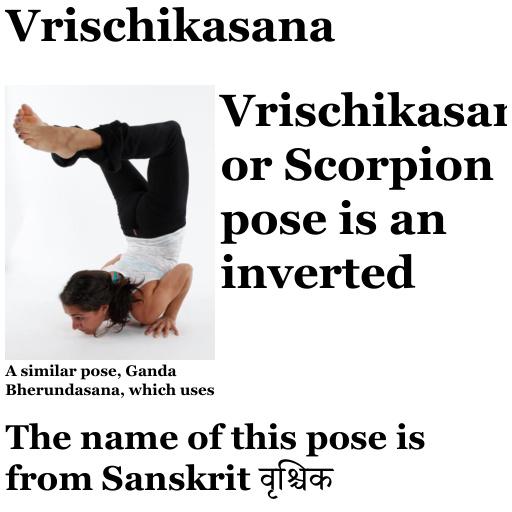 Vrischikasana
Vrischikasan
or Scorpion
pose is an
inverted
A similar pose, Ganda
Bherundasana, which uses
The name of this pose is
from Sanskrit वृश्चिक